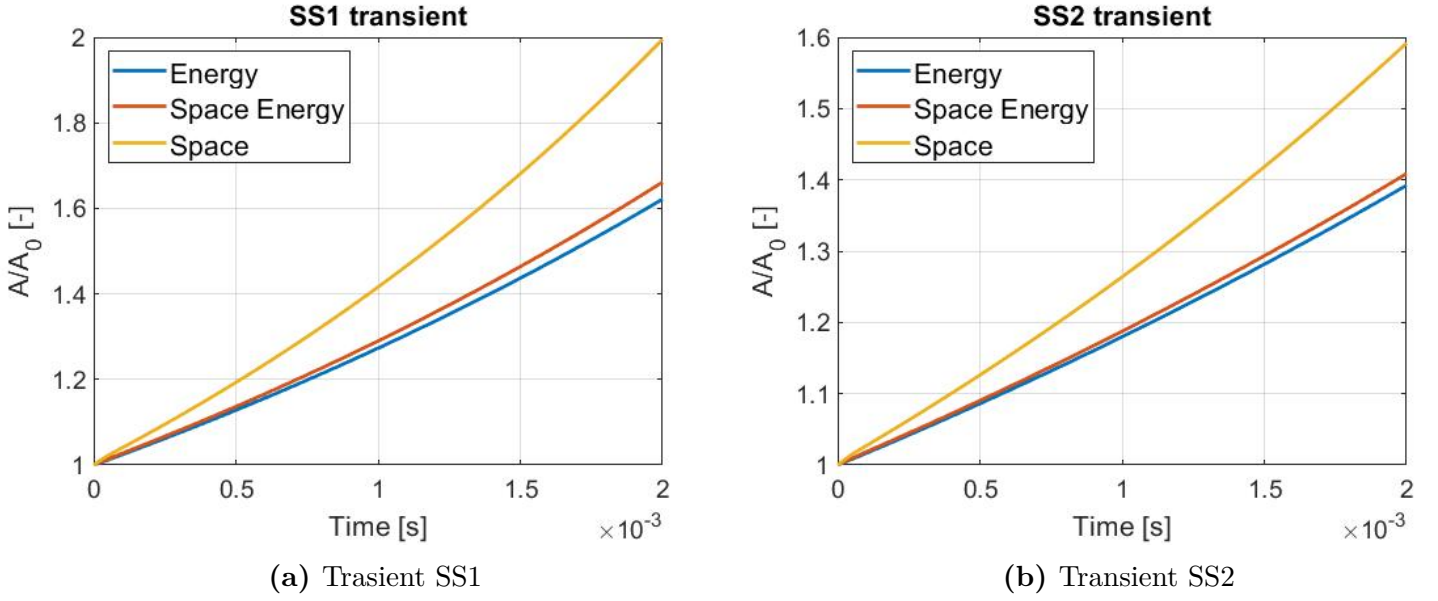 SS1 transient
2
1.8
1.6
1.4
1.2
1
A/A0 [-]
Energy
Space Energy
Space
0 0.5 1 1.5 2
Time [s]
×10-3
(a) Trasient SS1
SS2 transient
1.6
1.5
1.4
1.3
1.2
1.1
1
A/A0 [-]
Energy
Space Energy
Space
0 0.5 1 1.5 2
Time [s]
×10-3
(b) Transient SS2